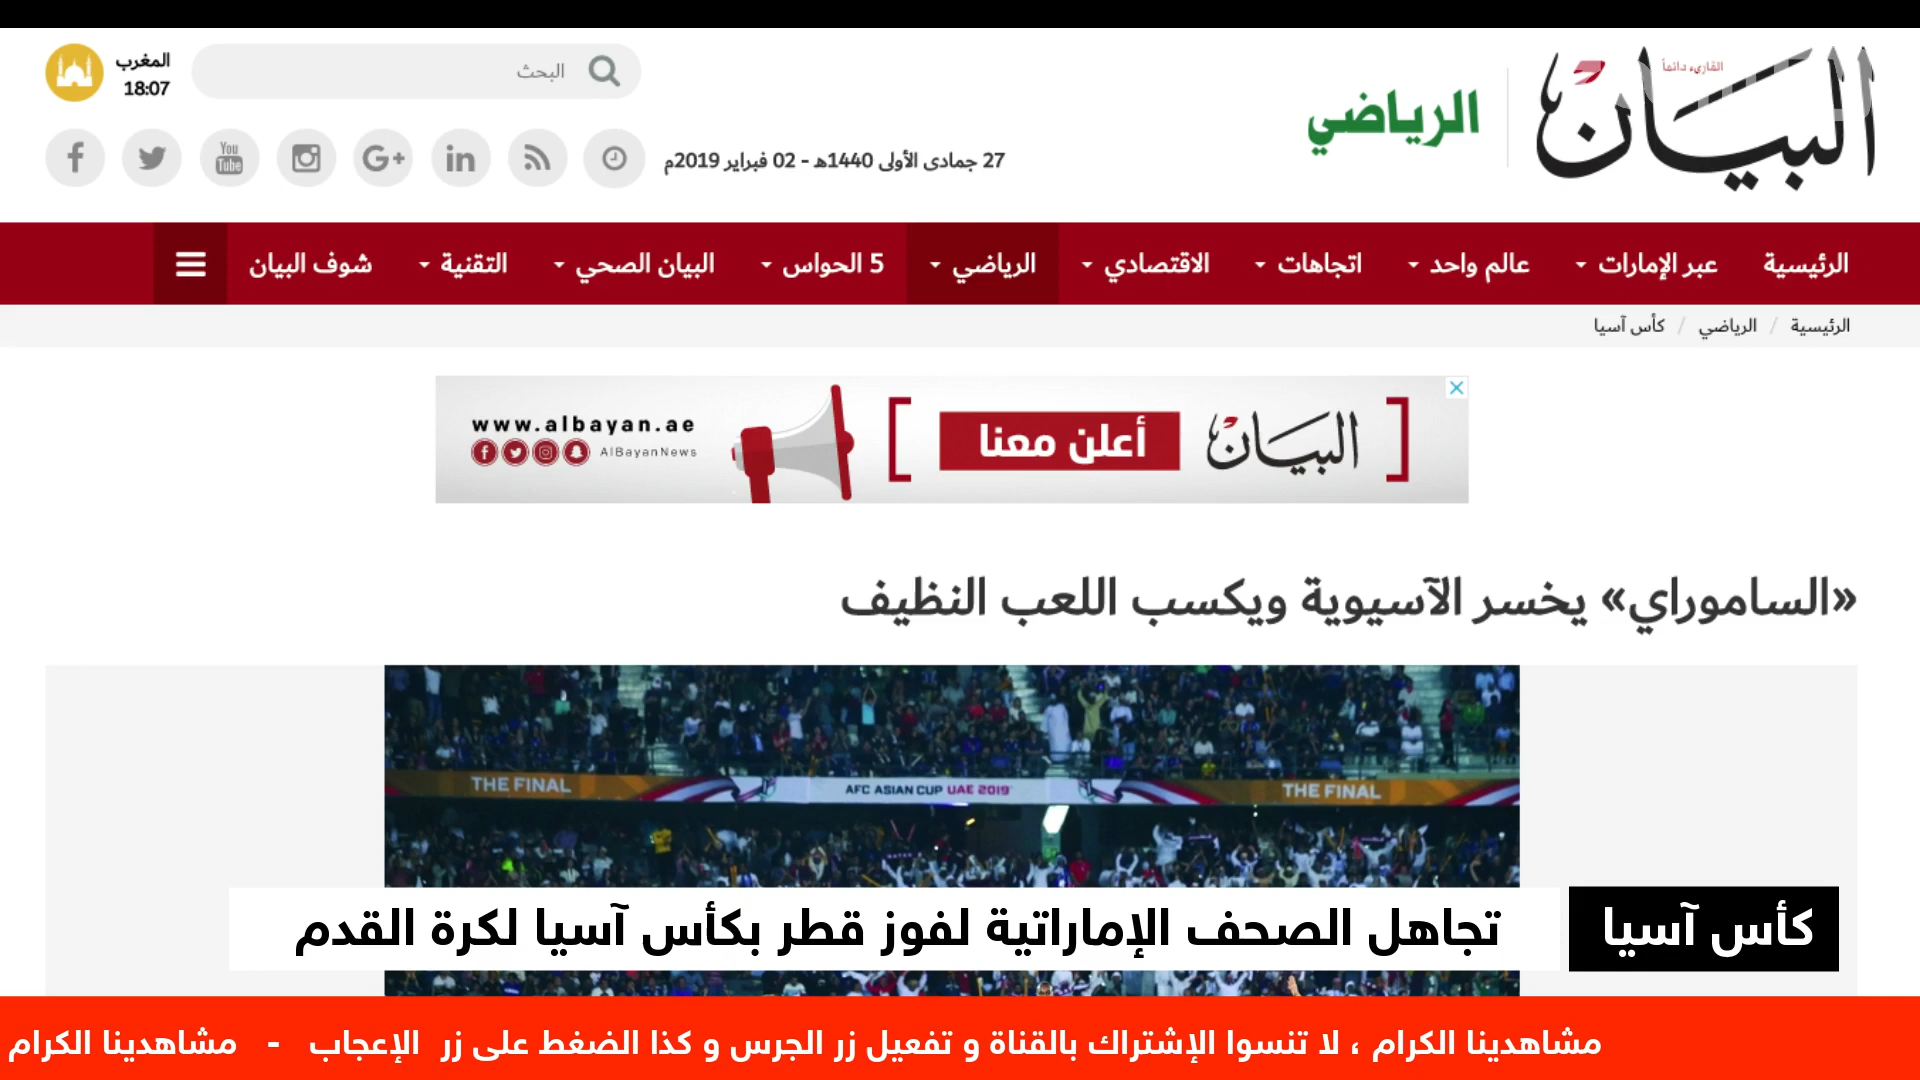 القارىء دائماً
البيان
الرياضي
البحث
المغرب
18:07
27 جمادى الأولى 1440هـ - 02 فبراير 2019م
You
Tube
G+
in
الرئيسية عبر الإمارات عالم واحد اتجاهات الاقتصادي الرياضي 5 الحواس البيان الصحي التقنية شوف البيان
الرئيسية / الرياضي / كأس آسيا
البيان
أعلن معنا
www.albayan.ae
AlBayanNews
«الساموراي» يخسر الآسيوية ويكسب اللعب النظيف
THE FINAL AFC ASIAN CUP UAE 2019 THE FINAL
كأس آسيا
تجاهل الصحف الإماراتية لفوز قطر بكأس آسيا لكرة القدم
مشاهدينا الكرام ، لا تنسوا الإشتراك بالقناة و تفعيل زر الجرس و كذا الضغط على زر الإعجاب - مشاهدينا الكرام